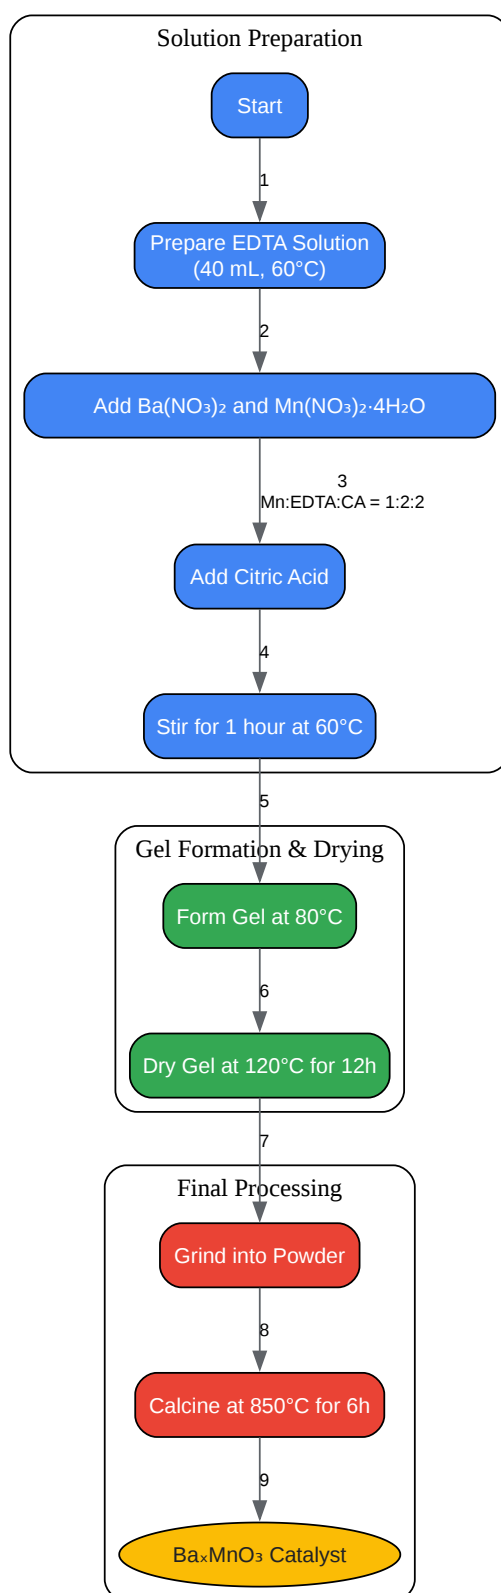 Solution Preparation
Start
1
Prepare EDTA Solution
(40 mL, 60°C)
2
Add Ba(NO₃)₂ and Mn(NO₃)₂·4H₂O
3
Mn:EDTA:CA = 1:2:2
Add Citric Acid
4
Stir for 1 hour at 60°C
5
Gel Formation & Drying
Form Gel at 80°C
6
Dry Gel at 120°C for 12h
7
Final Processing
Grind into Powder
8
Calcine at 850°C for 6h
9
BaₓMnO₃ Catalyst